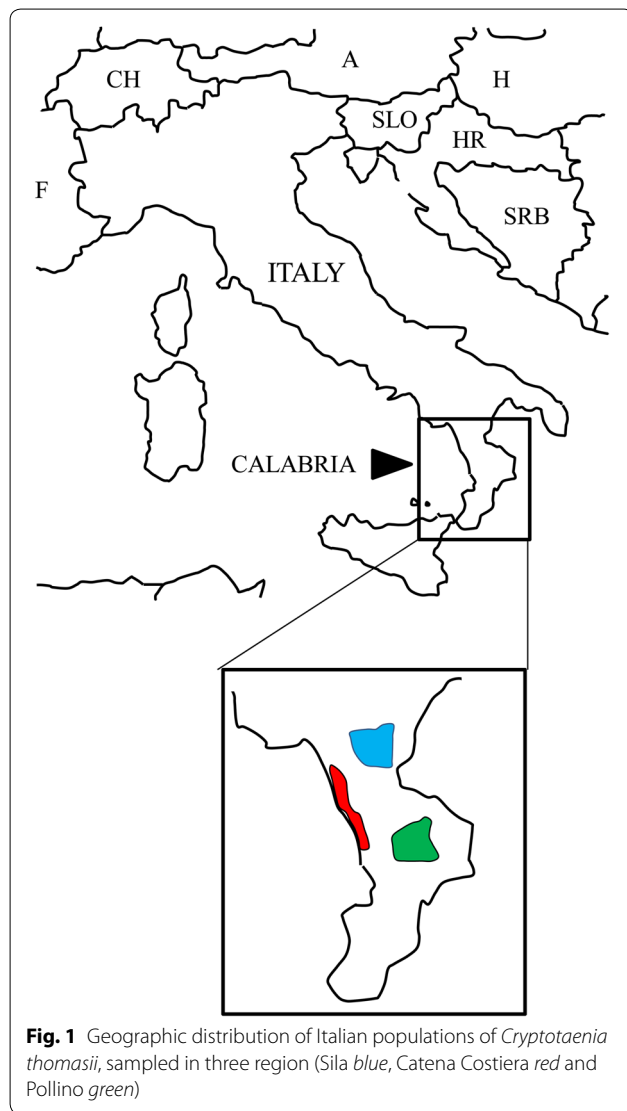 A
CH
H
SLO
HR
F
SRB
ITALY
CALABRIA
Fig. 1 Geographic distribution of Italian populations of Cryptotaenia
thomasii, sampled in three region (Sila blue, Catena Costiera red and
Pollino green)